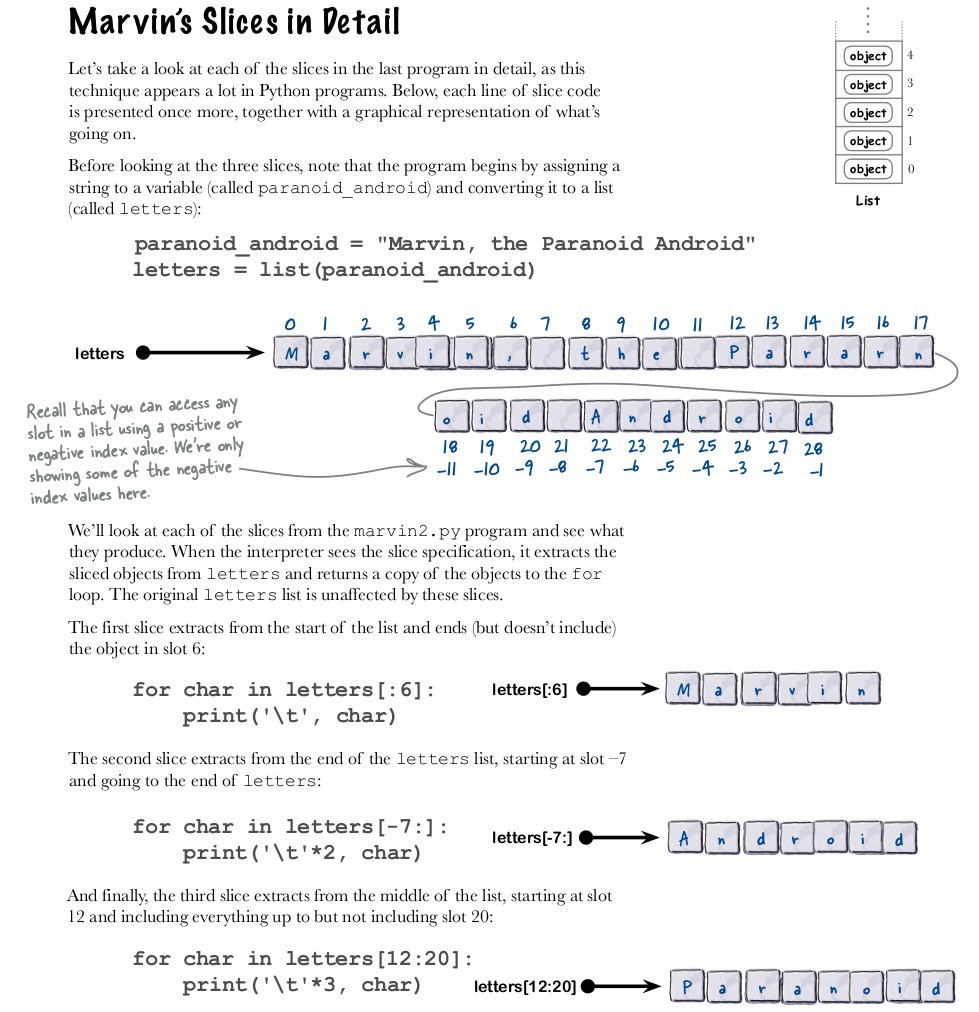 Marvin's Slices in Detail
Let's take a look at each of the slices in the last program in detail, as this
technique appears a lot in Python programs. Below, each line of slice code
is presented once more, together with a graphical representation of what's
going on.
Before looking at the three slices, note that the program begins by assigning a
string to a variable (called paranoid_android) and converting it to a list
(called letters):
object 4
object 3
object 2
object 1
object 0
List
paranoid_android = "Marvin, the Paranoid Android"
letters = list(paranoid_android)
0 1 2 3 4 5 6 7 8 9 10 11 12 13 14 15 16 17
letters M a r v i n , t h e P a r a r n
o i d A n d r o i d
18 19 20 21 22 23 24 25 26 27 28
-11 -10 -9 -8 -7 -6 -5 -4 -3 -2 -1
Recall that you can access any
slot in a list using a positive or
negative index value. We're only
showing some of the negative
index values here.
We'll look at each of the slices from the marvin2.py program and see what
they produce. When the interpreter sees the slice specification, it extracts the
sliced objects from letters and returns a copy of the objects to the for
loop. The original letters list is unaffected by these slices.
The first slice extracts from the start of the list and ends (but doesn't include)
the object in slot 6:
for char in letters[:6]:
print('\t', char)
letters[:6] M a r v i n
The second slice extracts from the end of the letters list, starting at slot −7
and going to the end of letters:
for char in letters[-7:]:
print('\t'*2, char)
letters[-7:] A n d r o i d
And finally, the third slice extracts from the middle of the list, starting at slot
12 and including everything up to but not including slot 20:
for char in letters[12:20]:
print('\t'*3, char)
letters[12:20] P a r a n o i d